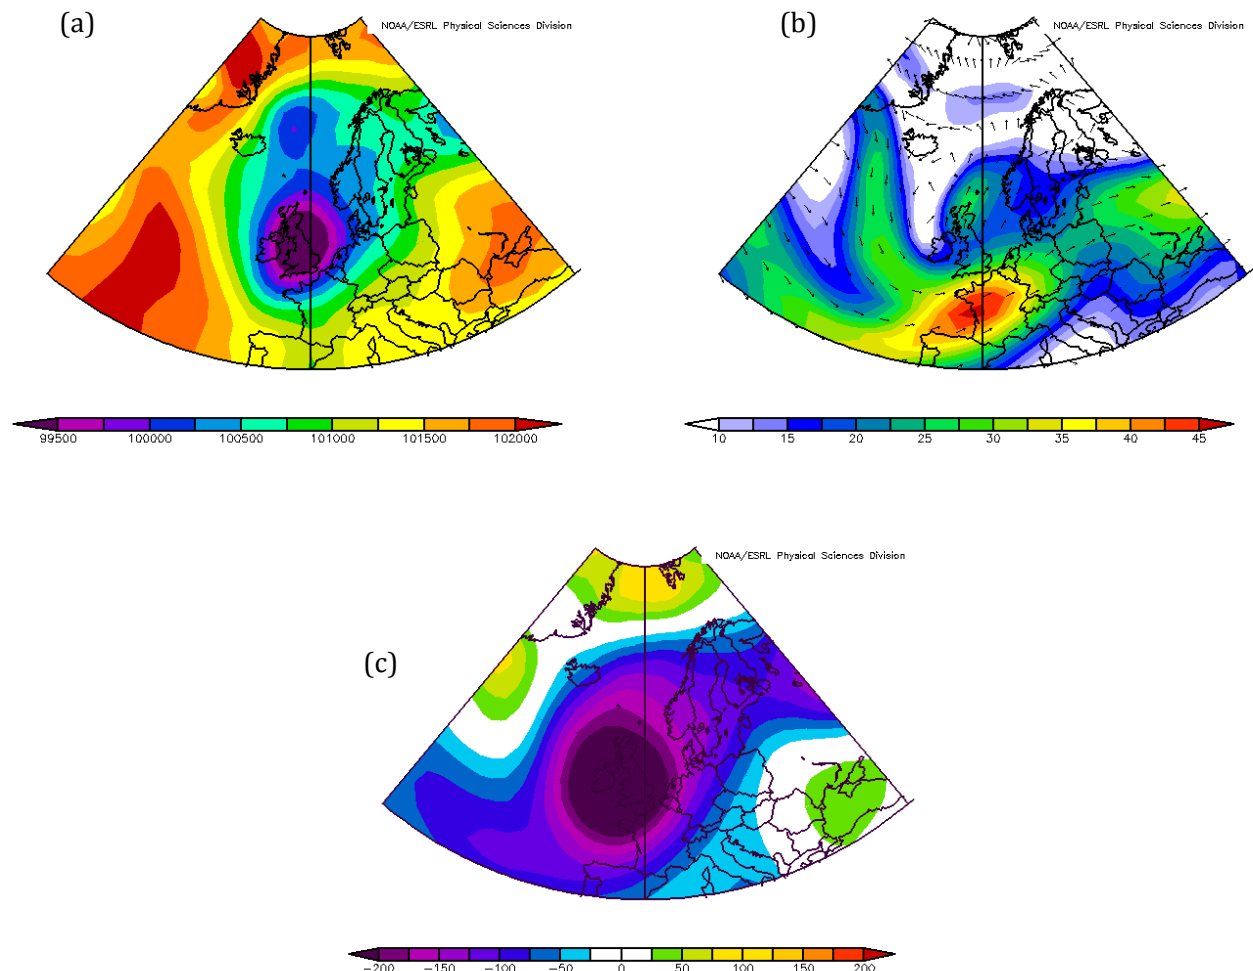 (a)
NOAA/ESRL Physical Sciences Division
99500 100000 100500 101000 101500 102000
(b)
NOAA/ESRL Physical Sciences Division
10 15 20 25 30 35 40 45
(c)
NOAA/ESRL Physical Sciences Division
-200 -150 -100 -50 0 50 100 150 200